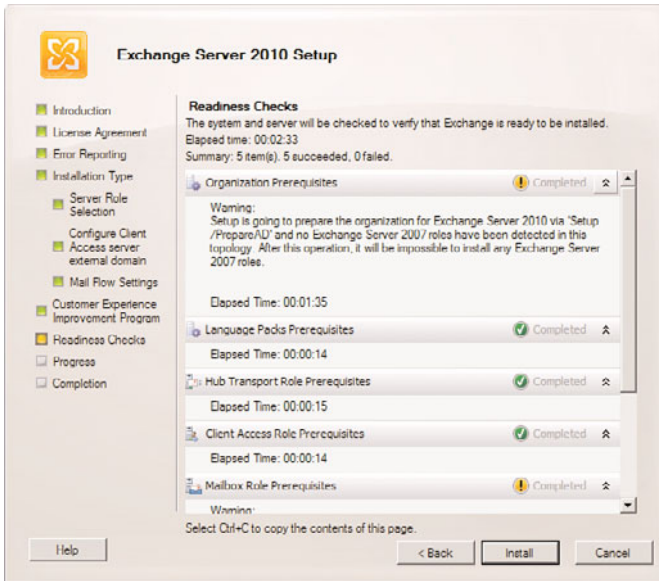 Exchange Server 2010 Setup
Introduction
License Agreement
Error Reporting
Installation Type
Server Role
Selection
Configure Client
Access server
external domain
Mail Flow Settings
Customer Experience
Improvement Program
Readiness Checks
Progress
Completion
Readiness Checks
The system and server will be checked to verify that Exchange is ready to be installed.
Elapsed time: 00:02:33
Summary: 5 item(s). 5 succeeded, 0 failed.
Organization Prerequisites
Completed
Warning:
Setup is going to prepare the organization for Exchange Server 2010 via 'Setup
/PrepareAD' and no Exchange Server 2007 roles have been detected in this
topology. After this operation, it will be impossible to install any Exchange Server
2007 roles.
Elapsed Time: 00:01:35
Language Packs Prerequisites
Completed
Elapsed Time: 00:00:14
Hub Transport Role Prerequisites
Completed
Elapsed Time: 00:00:15
Client Access Role Prerequisites
Completed
Elapsed Time: 00:00:14
Mailbox Role Prerequisites
Completed
Warning:
Select Ctrl+C to copy the contents of this page.
Help
< Back
Install
Cancel